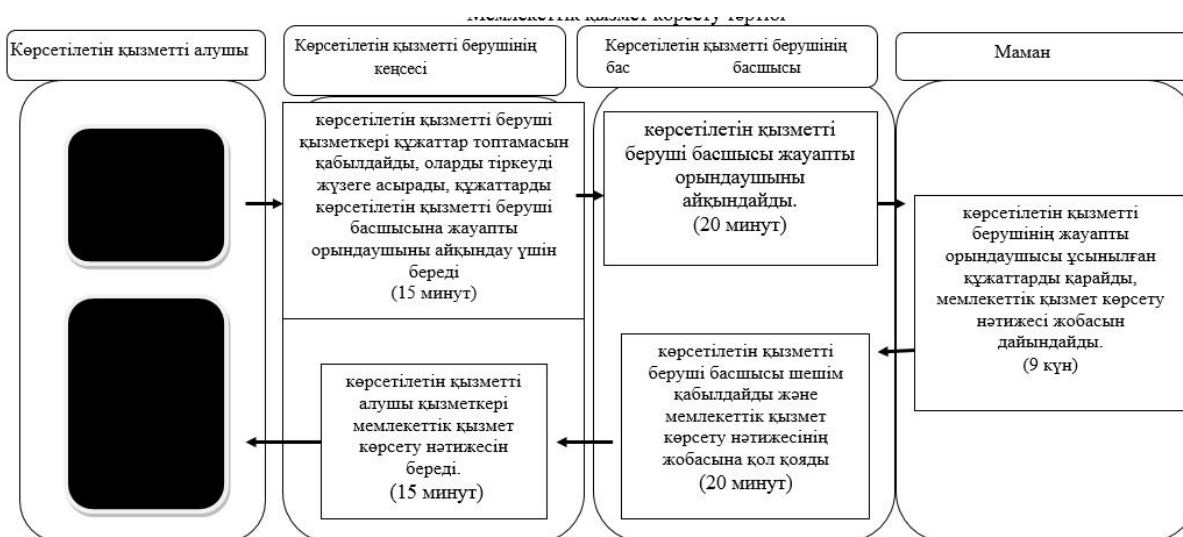 Мемлекеттік қызмет көрсету тәртібі
Көрсетілетін қызметті алушы
Көрсетілетін қызметті берушінің
кеңсесі
Көрсетілетін қызметті берушінің
бас басшысы
Маман
көрсетілетін қызметті беруші
қызметкері құжаттар топтамасын
қабылдайды, оларды тіркеуді
жүзеге асырады, құжаттарды
көрсетілетін қызметті беруші
басшысына жауапты
орындаушыны айқындау үшін
береді
(15 минут)
көрсетілетін қызметті
беруші басшысы жауапты
орындаушыны
айқындайды.
(20 минут)
көрсетілетін қызметті
берушінің жауапты
орындаушысы ұсынылған
құжаттарды қарайды,
мемлекеттік қызмет көрсету
нәтижесі жобасын
дайындайды.
(9 күн)
көрсетілетін қызметті
беруші басшысы шешім
қабылдайды және
мемлекеттік қызмет
көрсету нәтижесінің
жобасына қол қояды
(20 минут)
көрсетілетін қызметті
алушы қызметкері
мемлекеттік қызмет
көрсету нәтижесін
береді.
(15 минут)